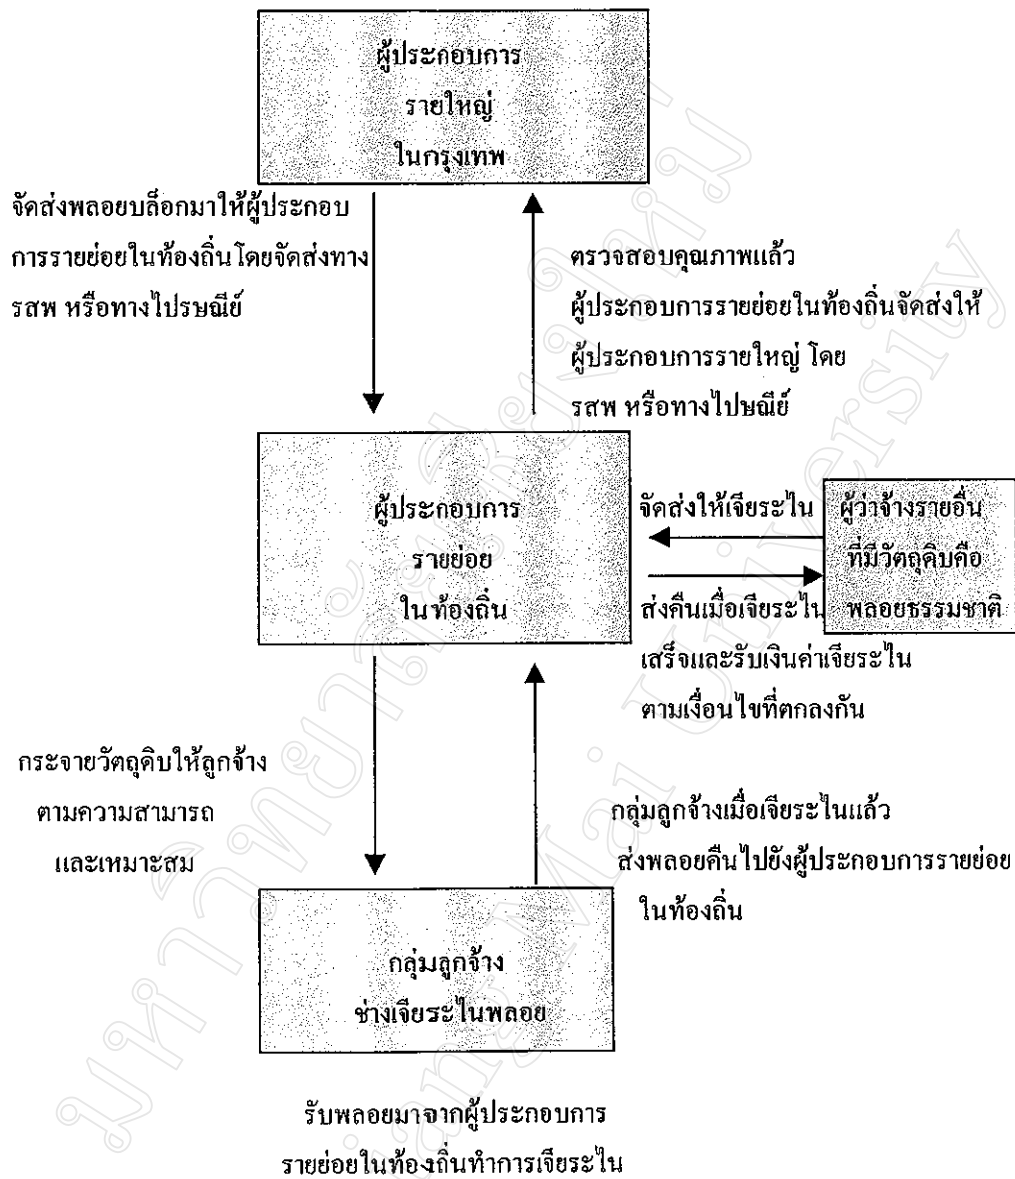 ผู้ประกอบการ
รายใหญ่
ในกรุงเทพ
จัดส่งพลอยบล็อกมาให้ผู้ประกอบ
การรายย่อยในท้องถิ่นโดยจัดส่งทาง
รสพ หรือทางไปรษณีย์
ตรวจสอบคุณภาพแล้ว
ผู้ประกอบการรายย่อยในท้องถิ่นจัดส่งให้
ผู้ประกอบการรายใหญ่ โดย
รสพ หรือทางไปษณีย์
ผู้ประกอบการ
รายย่อย
ในท้องถิ่น
จัดส่งให้เจียระไน
ส่งคืนเมื่อเจียระไน
เสร็จและรับเงินค่าเจียระไน
ตามเงื่อนไขที่ตกลงกัน
ผู้ว่าจ้างรายอื่น
ที่มีวัตถุดิบคือ
พลอยธรรมชาติ
กระจายวัตถุดิบให้ลูกจ้าง
ตามความสามารถ
และเหมาะสม
กลุ่มลูกจ้างเมื่อเจียระไนแล้ว
ส่งพลอยคืนไปยังผู้ประกอบการรายย่อย
ในท้องถิ่น
กลุ่มลูกจ้าง
ช่างเจียระไนพลอย
รับพลอยมาจากผู้ประกอบการ
รายย่อยในท้องถิ่นทำการเจียระไน
มหาวิทยาลัยเชียงใหม่
Chiang Mai University